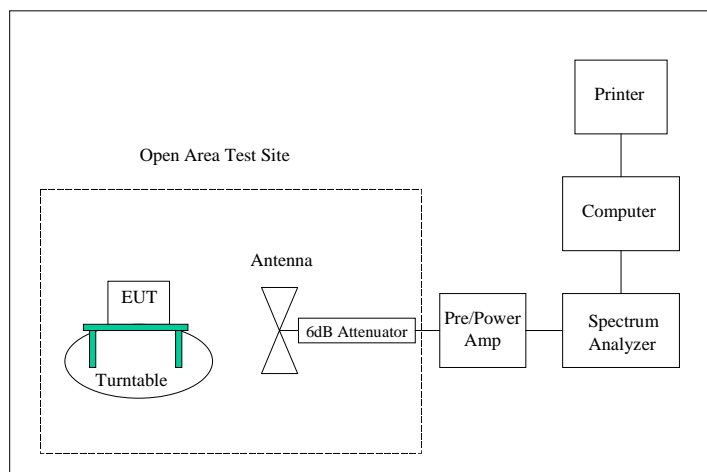 Printer
Open Area Test Site
Computer
Antenna
EUT
6dB Attenuator
Pre/Power
Amp
Spectrum
Analyzer
Turntable